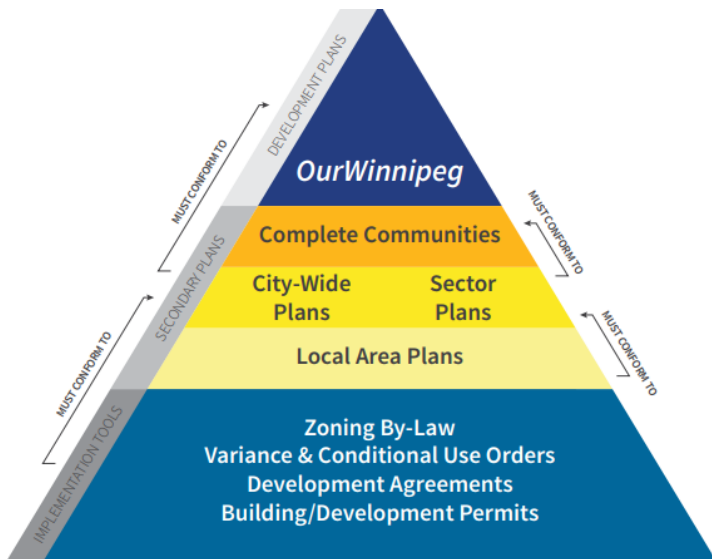 DEVELOPMENT PLANS
OurWinnipeg
MUST CONFORM TO
MUST CONFORM TO
SECONDARY PLANS
Complete Communities
City-Wide
Plans
Sector
Plans
Local Area Plans
MUST CONFORM TO
MUST CONFORM TO
IMPLEMENTATION TOOLS
Zoning By-Law
Variance & Conditional Use Orders
Development Agreements
Building/Development Permits